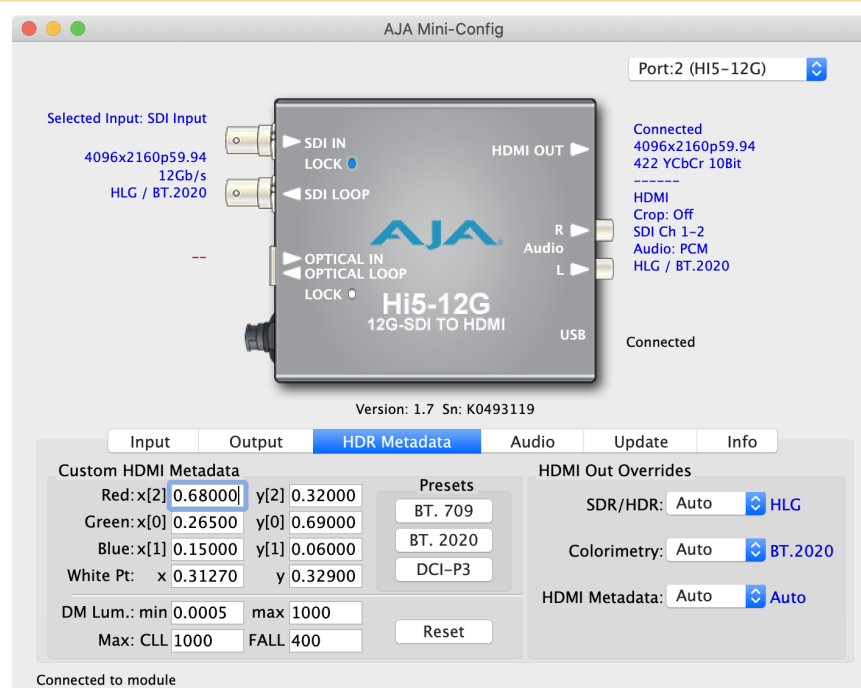 AJA Mini-Config
Port:2 (HI5-12G)
Selected Input: SDI Input
4096x2160p59.94
12Gb/s
HLG / BT.2020
--
SDI IN
LOCK
SDI LOOP
OPTICAL IN
OPTICAL LOOP
LOCK
HDMI OUT
AJA
R
Audio
L
Hi5-12G
12G-SDI TO HDMI
USB
Connected
4096x2160p59.94
422 YCbCr 10Bit
------
HDMI
Crop: Off
SDI Ch 1-2
Audio: PCM
HLG / BT.2020
Connected
Version: 1.7 Sn: K0493119
Input Output HDR Metadata Audio Update Info
Custom HDMI Metadata
Red: x[2] 0.68000 y[2] 0.32000
Green: x[0] 0.26500 y[0] 0.69000
Blue: x[1] 0.15000 y[1] 0.06000
White Pt: x 0.31270 y 0.32900
DM Lum.: min 0.0005 max 1000
Max: CLL 1000 FALL 400
Presets
BT. 709
BT. 2020
DCI-P3
Reset
HDMI Out Overrides
SDR/HDR: Auto HLG
Colorimetry: Auto BT.2020
HDMI Metadata: Auto Auto
Connected to module